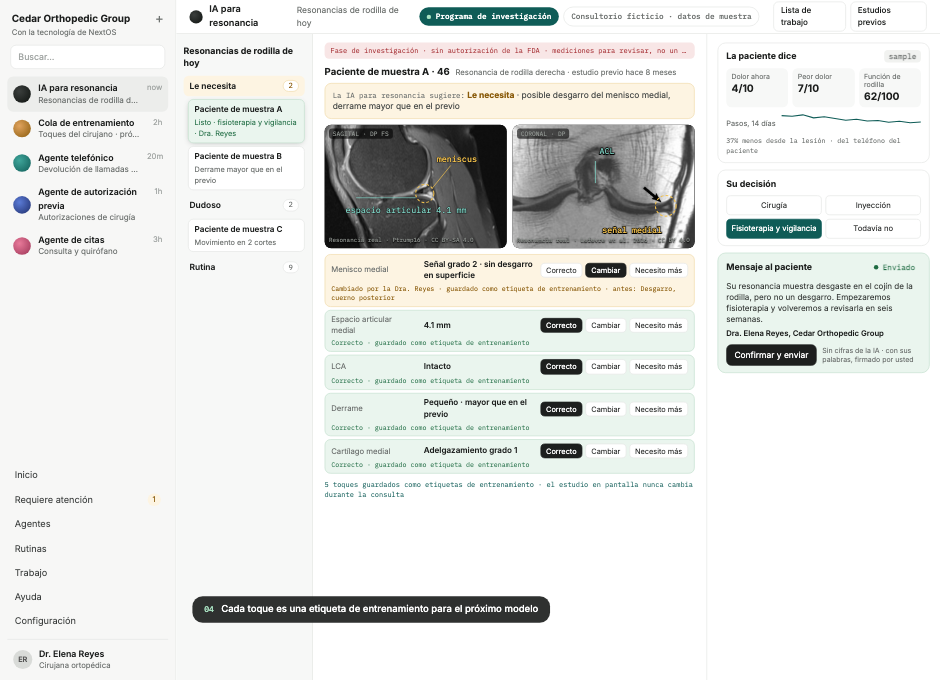 Cedar Orthopedic Group
+
Con la tecnología de NextOS
Buscar...
IA para resonancia
now
Resonancias de rodilla d...
Cola de entrenamiento
2h
Toques del cirujano · pró...
Agente telefónico
20m
Devolución de llamadas ...
Agente de autorización
previa
1h
Autorizaciones de cirugía
Agente de citas
3h
Consulta y quirófano
Inicio
Requiere atención
1
Agentes
Rutinas
Trabajo
Ayuda
Configuración
ER
Dr. Elena Reyes
Cirujana ortopédica
IA para
resonancia
Resonancias de rodilla de
hoy
Programa de investigación
Consultorio ficticio · datos de muestra
Lista de
trabajo
Estudios
previos
Resonancias de rodilla de
hoy
Le necesita
2
Paciente de muestra A
Listo · fisioterapia y vigilancia
· Dra. Reyes
Paciente de muestra B
Derrame mayor que en el
previo
Dudoso
2
Paciente de muestra C
Movimiento en 2 cortes
Rutina
9
Fase de investigación · sin autorización de la FDA · mediciones para revisar, no un …
Paciente de muestra A · 46
Resonancia de rodilla derecha · estudio previo hace 8 meses
La IA para resonancia sugiere: Le necesita · posible desgarro del menisco medial,
derrame mayor que en el previo
SAGITAL · DP FS
meniscus
espacio articular 4.1 mm
Resonancia real · Ptrump16 · CC BY-SA 4.0
CORONAL · DP
ACL
señal medial
Menisco medial
Señal grado 2 · sin desgarro
en superficie
Correcto
Cambiar
Necesito más
Cambiado por la Dra. Reyes · guardado como etiqueta de entrenamiento · antes: Desgarro,
cuerno posterior
Espacio articular
medial
4.1 mm
Correcto
Cambiar
Necesito más
Correcto · guardado como etiqueta de entrenamiento
LCA
Intacto
Correcto
Cambiar
Necesito más
Correcto · guardado como etiqueta de entrenamiento
Derrame
Pequeño · mayor que en el
previo
Correcto
Cambiar
Necesito más
Correcto · guardado como etiqueta de entrenamiento
Cartílago medial
Adelgazamiento grado 1
Correcto
Cambiar
Necesito más
Correcto · guardado como etiqueta de entrenamiento
5 toques guardados como etiquetas de entrenamiento · el estudio en pantalla nunca cambia
durante la consulta
04 Cada toque es una etiqueta de entrenamiento para el próximo modelo
La paciente dice
sample
Dolor ahora
4/10
Peor dolor
7/10
Función de
rodilla
62/100
Pasos, 14 días
37% menos desde la lesión · del teléfono del
paciente
Su decisión
Cirugía
Inyección
Fisioterapia y vigilancia
Todavía no
Mensaje al paciente
Enviado
Su resonancia muestra desgaste en el cojín de la
rodilla, pero no un desgarro. Empezaremos
fisioterapia y volveremos a revisarla en seis
semanas.
Dra. Elena Reyes, Cedar Orthopedic Group
Confirmar y enviar
Sin cifras de la IA · con sus
palabras, firmado por usted